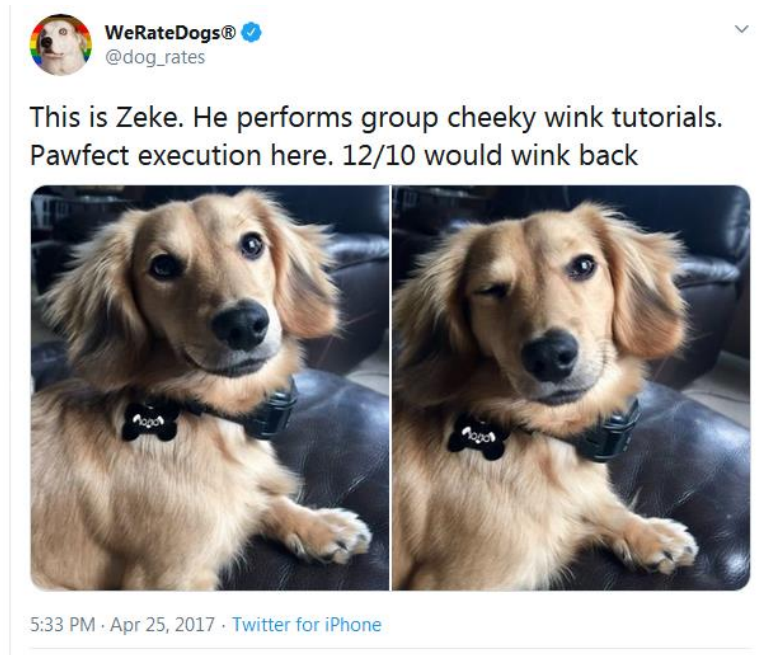 WeRateDogs®
@dog_rates
This is Zeke. He performs group cheeky wink tutorials.
Pawfect execution here. 12/10 would wink back
5:33 PM · Apr 25, 2017 · Twitter for iPhone